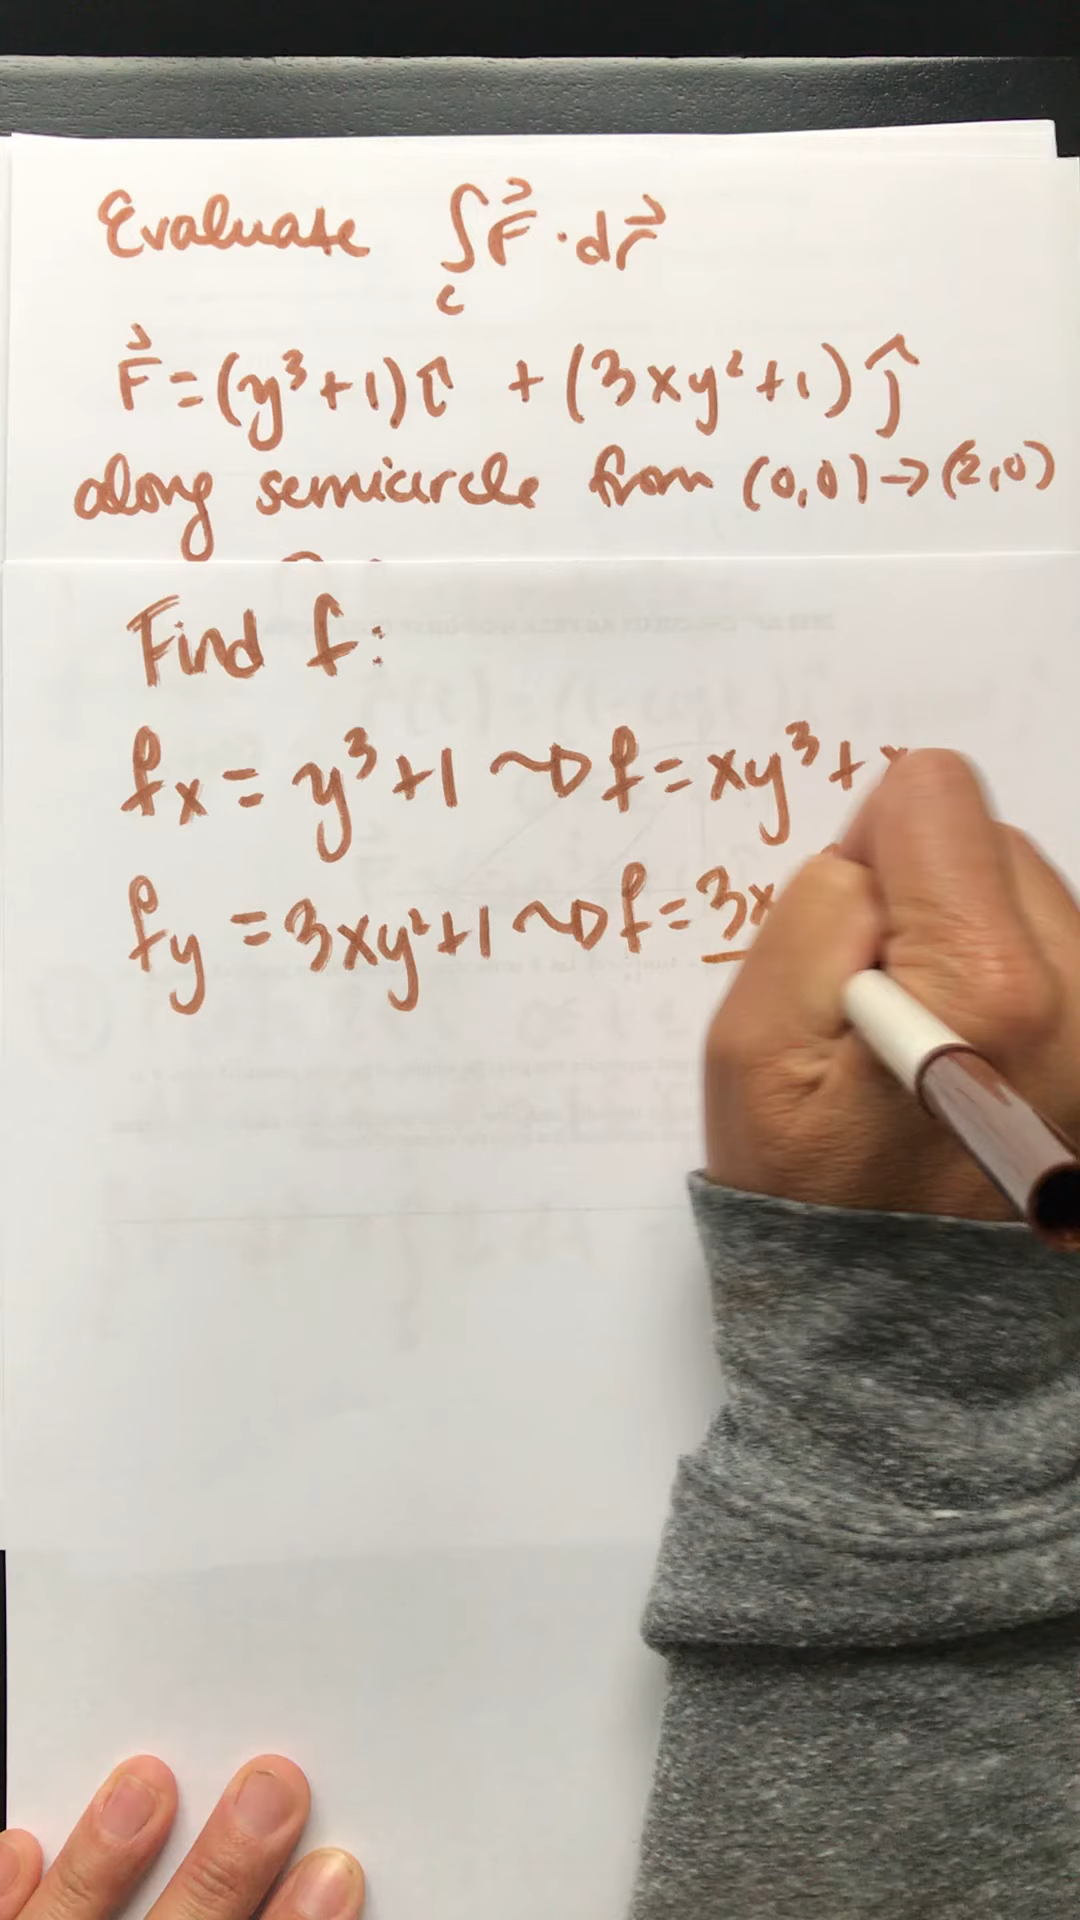 Evaluate ∫_C F⃗ · dr⃗
F⃗ = (y³+1) î + (3xy²+1) ĵ
along semicircle from (0,0) → (2,0)
Find f:
fx = y³+1 ⇝ f = xy³+
fy = 3xy²+1 ⇝ f = 3x